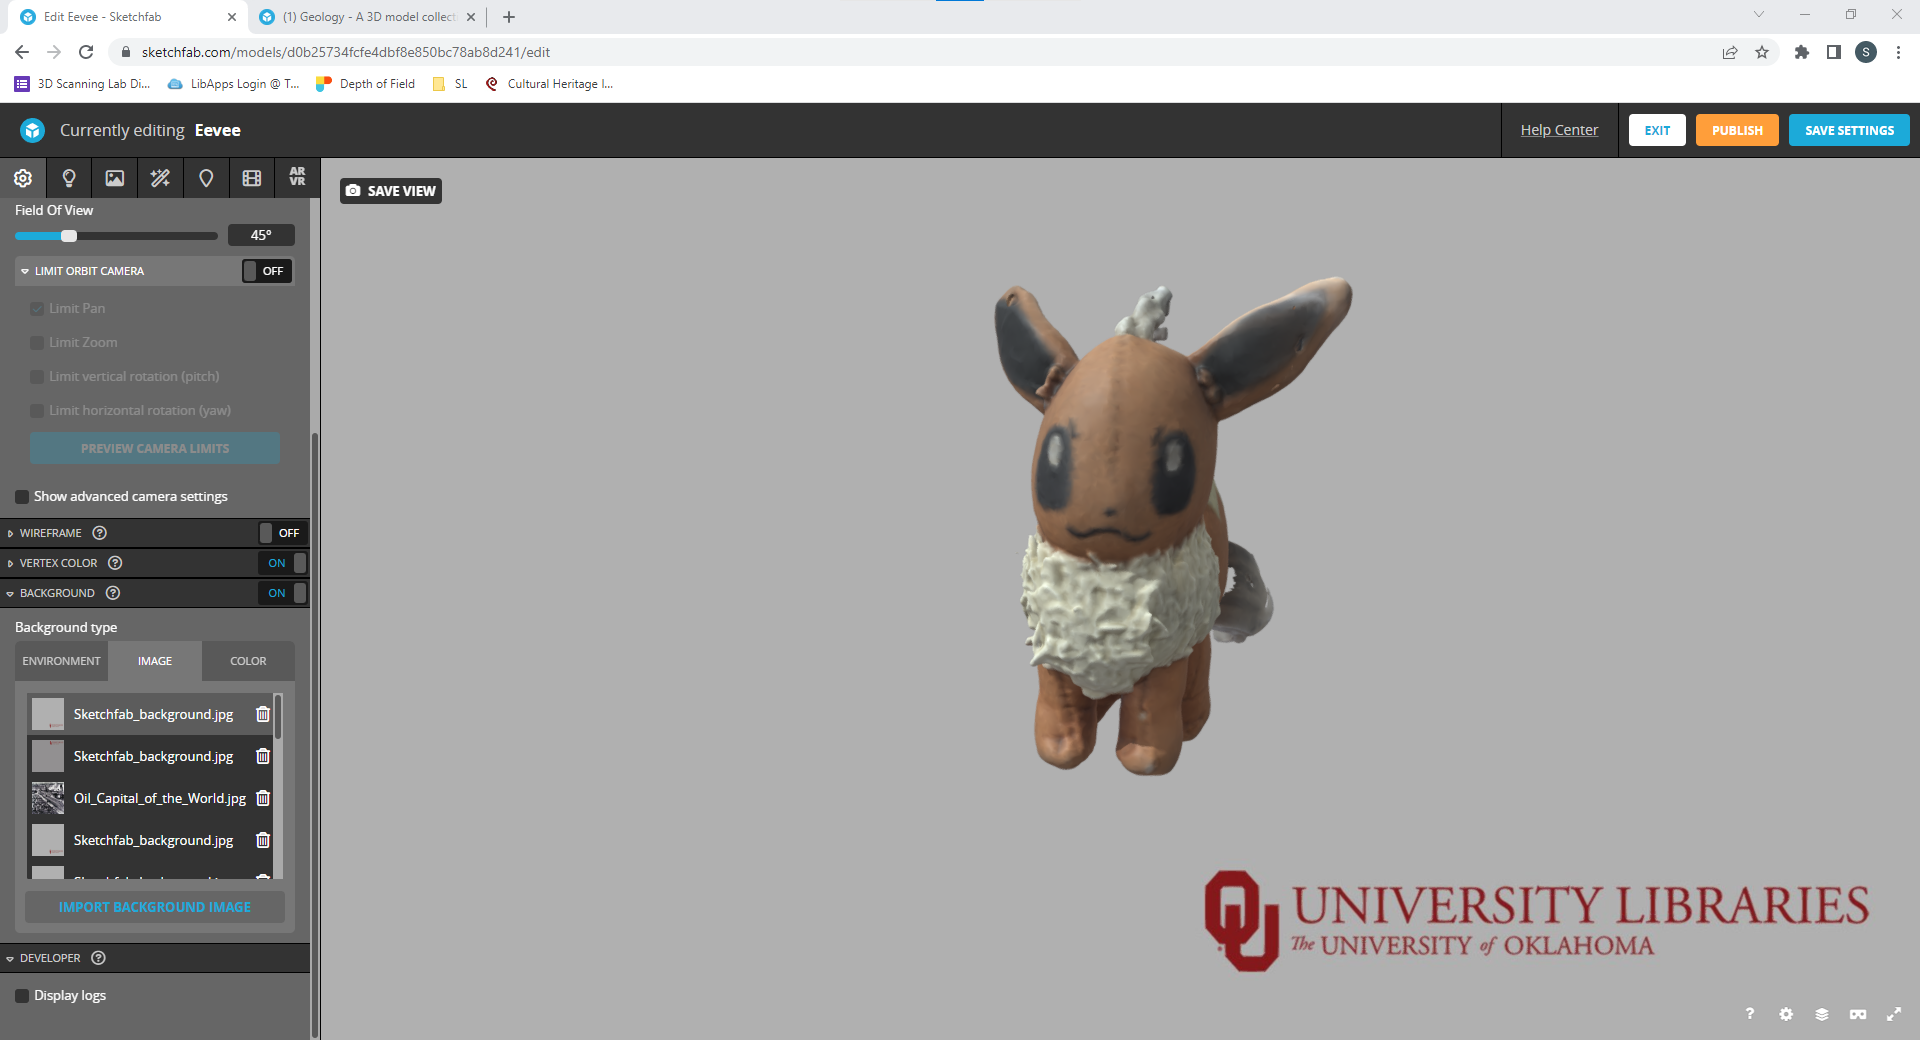 Edit Eevee - Sketchfab
(1) Geology - A 3D model collect
sketchfab.com/models/d0b25734fcfe4dbf8e850bc78ab8d241/edit
S
3D Scanning Lab Di...
LibApps Login @ T...
Depth of Field
SL
Cultural Heritage I...
Currently editing Eevee
Help Center
EXIT
PUBLISH
SAVE SETTINGS
AR
VR
SAVE VIEW
Field Of View
45°
LIMIT ORBIT CAMERA
OFF
Limit Pan
Limit Zoom
Limit vertical rotation (pitch)
Limit horizontal rotation (yaw)
PREVIEW CAMERA LIMITS
Show advanced camera settings
WIREFRAME ? OFF
VERTEX COLOR ? ON
BACKGROUND ? ON
Background type
ENVIRONMENT IMAGE COLOR
Sketchfab_background.jpg
Sketchfab_background.jpg
Oil_Capital_of_the_World.jpg
Sketchfab_background.jpg
IMPORT BACKGROUND IMAGE
DEVELOPER ?
Display logs
OU
UNIVERSITY LIBRARIES
The UNIVERSITY of OKLAHOMA
?